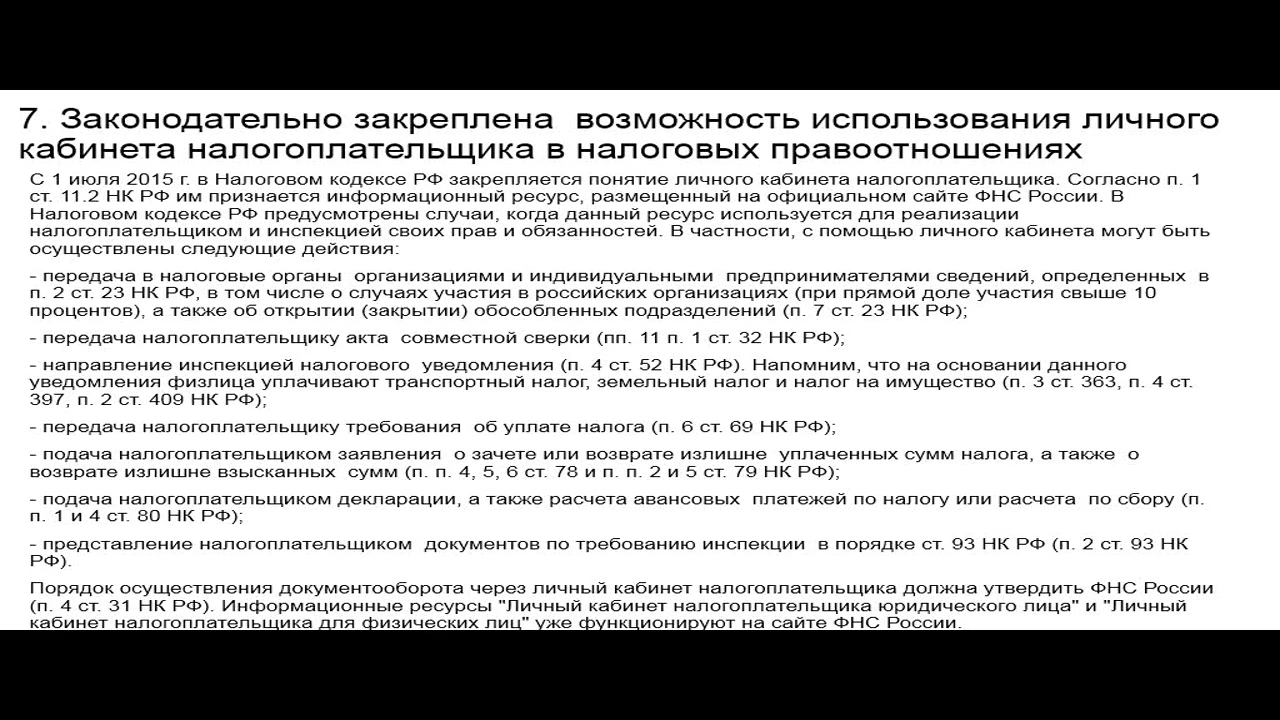 7. Законодательно закреплена возможность использования личного
кабинета налогоплательщика в налоговых правоотношениях
С 1 июля 2015 г. в Налоговом кодексе РФ закрепляется понятие личного кабинета налогоплательщика. Согласно п. 1
ст. 11.2 НК РФ им признается информационный ресурс, размещенный на официальном сайте ФНС России. В
Налоговом кодексе РФ предусмотрены случаи, когда данный ресурс используется для реализации
налогоплательщиком и инспекцией своих прав и обязанностей. В частности, с помощью личного кабинета могут быть
осуществлены следующие действия:
- передача в налоговые органы организациями и индивидуальными предпринимателями сведений, определенных в
п. 2 ст. 23 НК РФ, в том числе о случаях участия в российских организациях (при прямой доле участия свыше 10
процентов), а также об открытии (закрытии) обособленных подразделений (п. 7 ст. 23 НК РФ);
- передача налогоплательщику акта совместной сверки (пп. 11 п. 1 ст. 32 НК РФ);
- направление инспекцией налогового уведомления (п. 4 ст. 52 НК РФ). Напомним, что на основании данного
уведомления физлица уплачивают транспортный налог, земельный налог и налог на имущество (п. 3 ст. 363, п. 4 ст.
397, п. 2 ст. 409 НК РФ);
- передача налогоплательщику требования об уплате налога (п. 6 ст. 69 НК РФ);
- подача налогоплательщиком заявления о зачете или возврате излишне уплаченных сумм налога, а также о
возврате излишне взысканных сумм (п. п. 4, 5, 6 ст. 78 и п. п. 2 и 5 ст. 79 НК РФ);
- подача налогоплательщиком декларации, а также расчета авансовых платежей по налогу или расчета по сбору (п.
п. 1 и 4 ст. 80 НК РФ);
- представление налогоплательщиком документов по требованию инспекции в порядке ст. 93 НК РФ (п. 2 ст. 93 НК
РФ).
Порядок осуществления документооборота через личный кабинет налогоплательщика должна утвердить ФНС России
(п. 4 ст. 31 НК РФ). Информационные ресурсы "Личный кабинет налогоплательщика юридического лица" и "Личный
кабинет налогоплательщика для физических лиц" уже функционируют на сайте ФНС России.